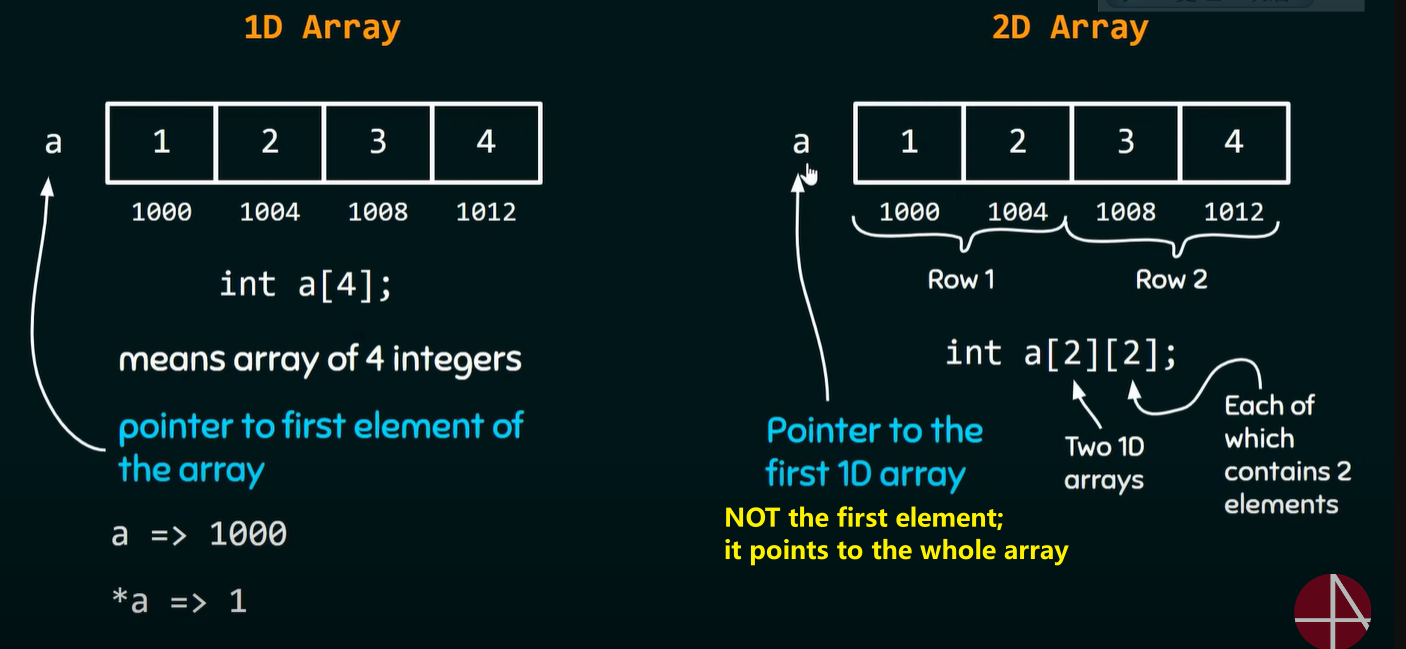 1D Array
a
1 2 3 4
1000 1004 1008 1012
int a[4];
means array of 4 integers
pointer to first element of
the array
a => 1000
*a => 1
2D Array
a
1 2 3 4
1000 1004 1008 1012
Row 1 Row 2
int a[2][2];
Two 1D
arrays
Each of
which
contains 2
elements
Pointer to the
first 1D array
NOT the first element;
it points to the whole array